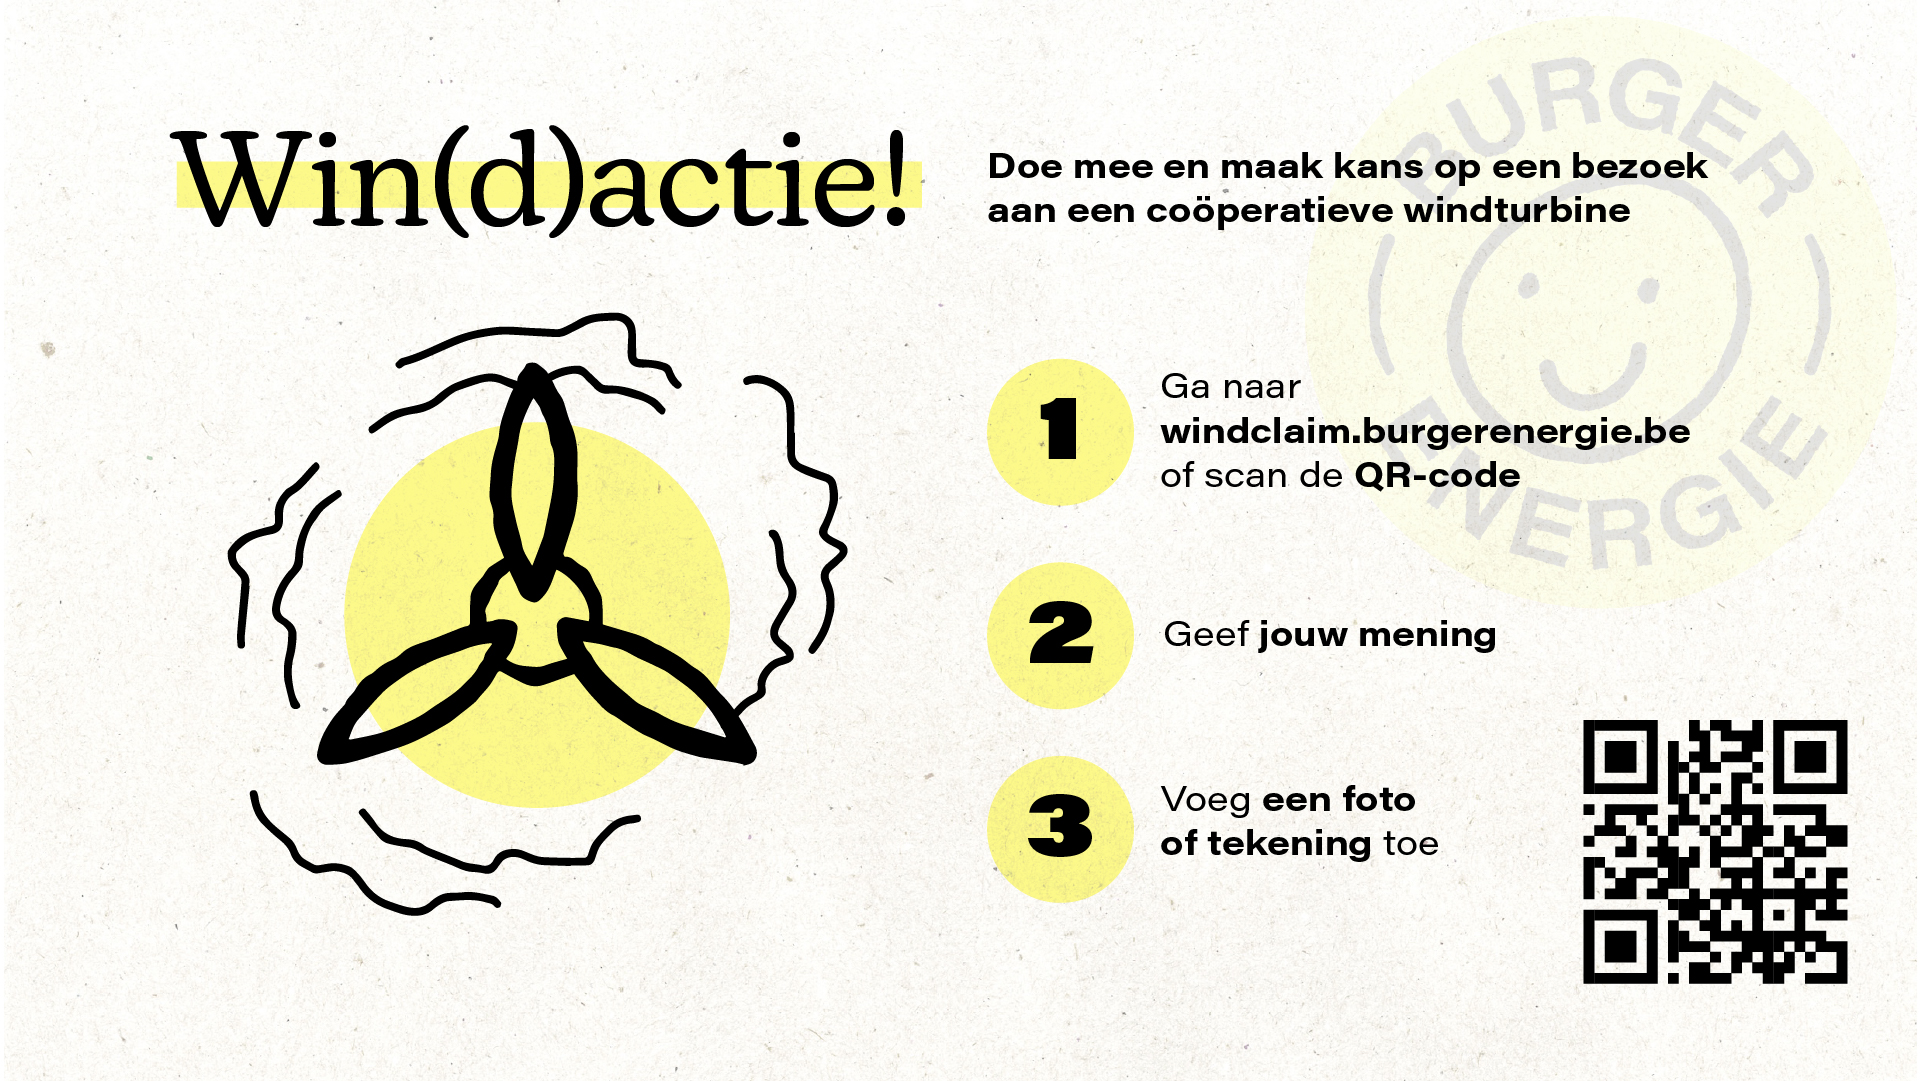 Win(d)actie!
Doe mee en maak kans op een bezoek
aan een coöperatieve windturbine
BURGER
ENERGIE
1
Ga naar
windclaim.burgerenergie.be
of scan de QR-code
2
Geef jouw mening
3
Voeg een foto
of tekening toe